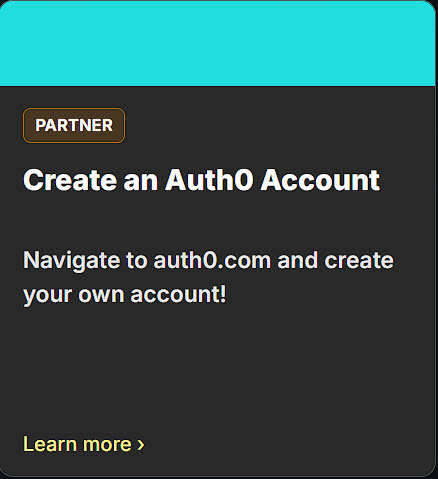 PARTNER
Create an Auth0 Account
Navigate to auth0.com and create
your own account!
Learn more ›